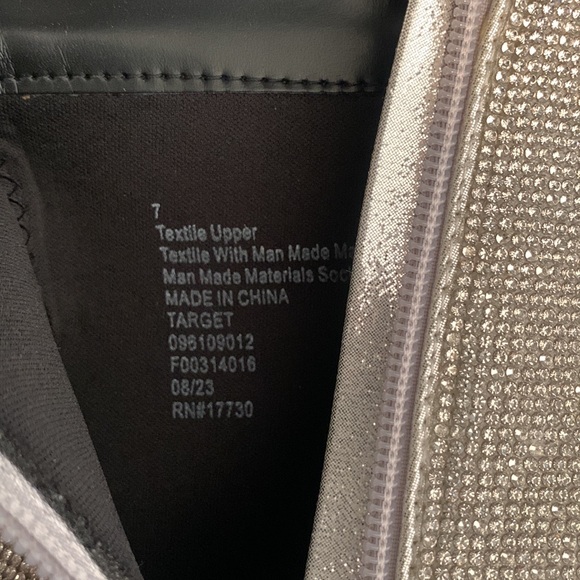 7
Textile Upper
Textile With Man Made
Man Made Materials
MADE IN CHINA
TARGET
096109012
F00314016
08/23
RN#17730